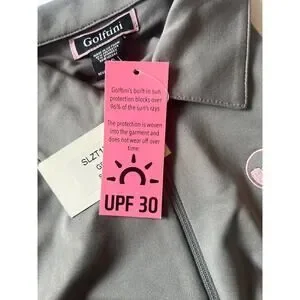 Golftini
Golftini's built-in sun
protection blocks over
96% of the sun's rays
The protection is woven
into the garment and
does not wear off over
time.
UPF 30
SLZT1